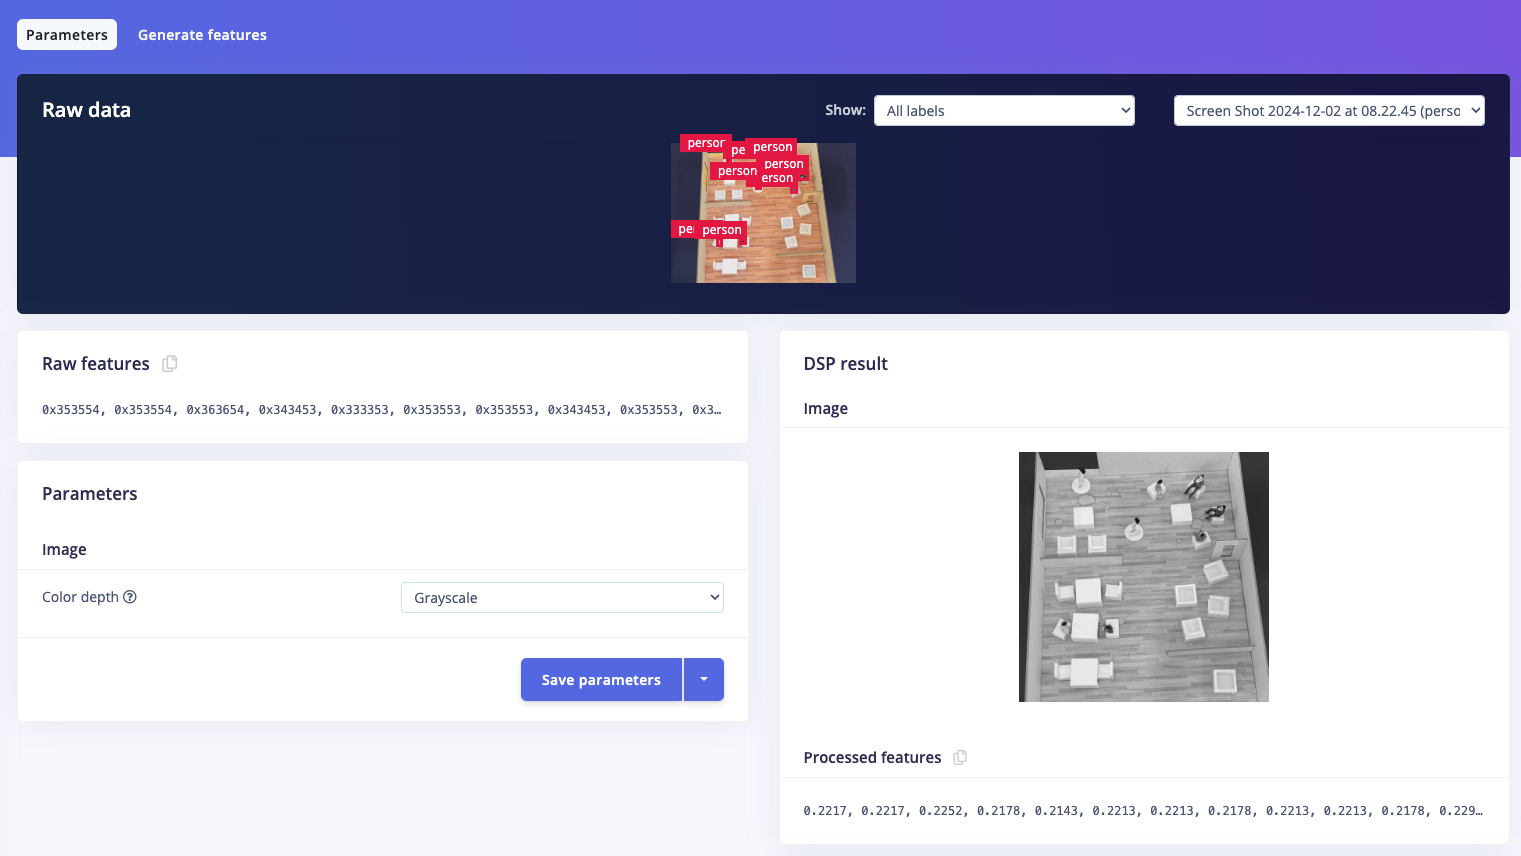 Parameters
Generate features
Raw data
Show:
All labels
Screen Shot 2024-12-02 at 08.22.45 (perso
person
pe
person
person
person
erson
pe
person
Raw features
0x353554, 0x353554, 0x363654, 0x343453, 0x333353, 0x353553, 0x353553, 0x343453, 0x353553, 0x3…
Parameters
Image
Color depth
Grayscale
Save parameters
DSP result
Image
Processed features
0.2217, 0.2217, 0.2252, 0.2178, 0.2143, 0.2213, 0.2213, 0.2178, 0.2213, 0.2213, 0.2178, 0.229…